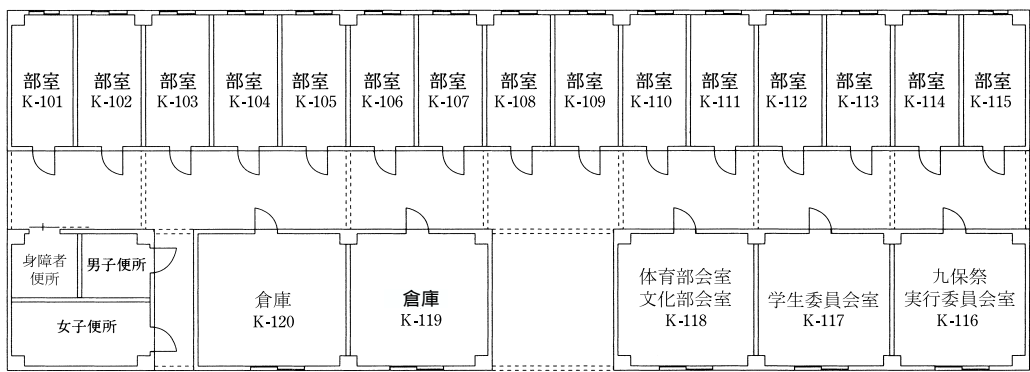 部室
K-101
部室
K-102
部室
K-103
部室
K-104
部室
K-105
部室
K-106
部室
K-107
部室
K-108
部室
K-109
部室
K-110
部室
K-111
部室
K-112
部室
K-113
部室
K-114
部室
K-115
身障者
便所
男子便所
女子便所
倉庫
K-120
倉庫
K-119
体育部会室
文化部会室
K-118
学生委員会室
K-117
九保祭
実行委員会室
K-116